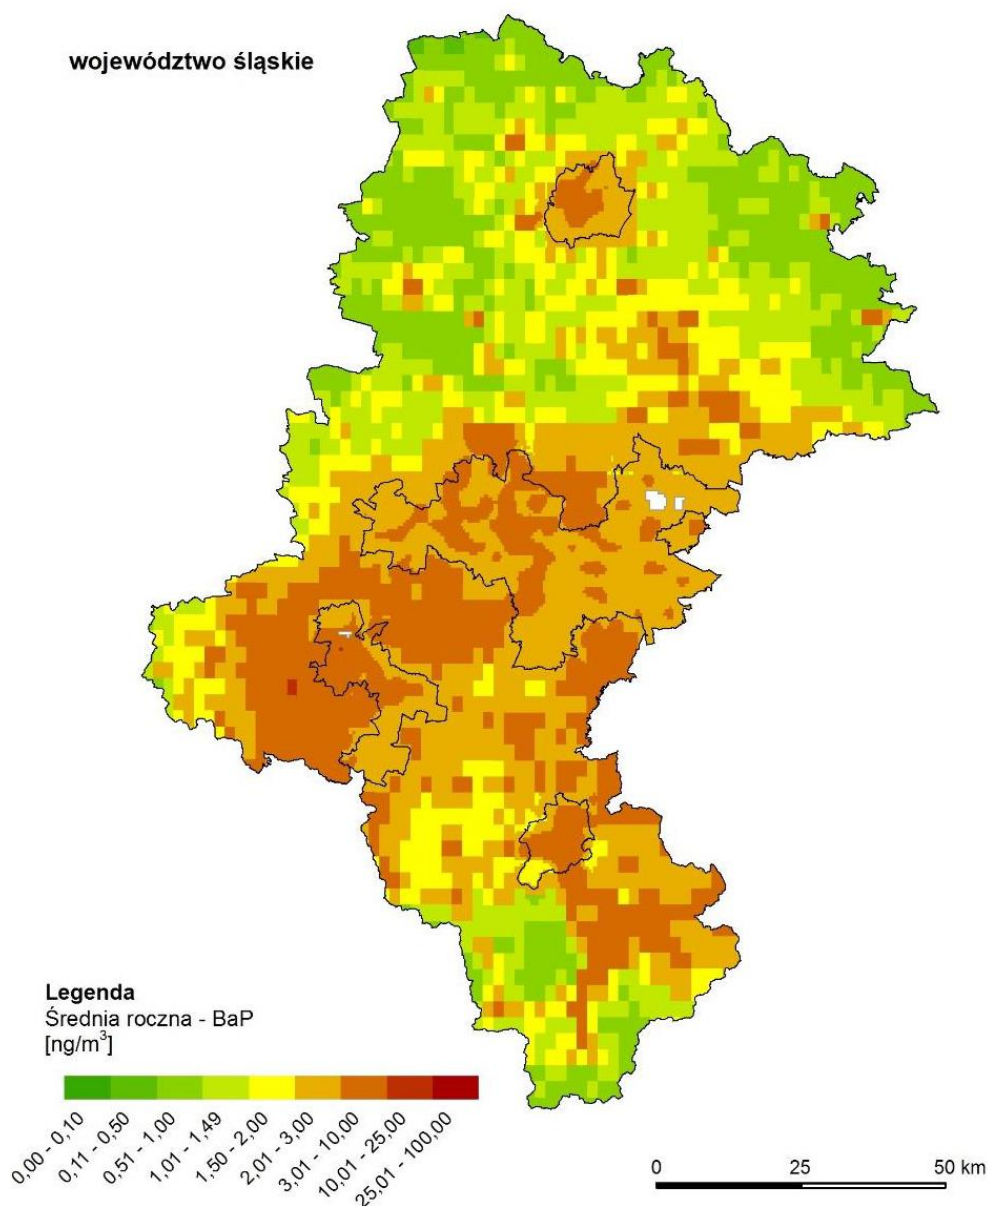 województwo śląskie
Legenda
Średnia roczna - BaP
[ng/m³]
0,00 - 0,10
0,11 - 0,50
0,51 - 1,00
1,01 - 1,49
1,50 - 2,00
2,01 - 3,00
3,01 - 10,00
10,01 - 25,00
25,01 - 100,00
0 25 50 km